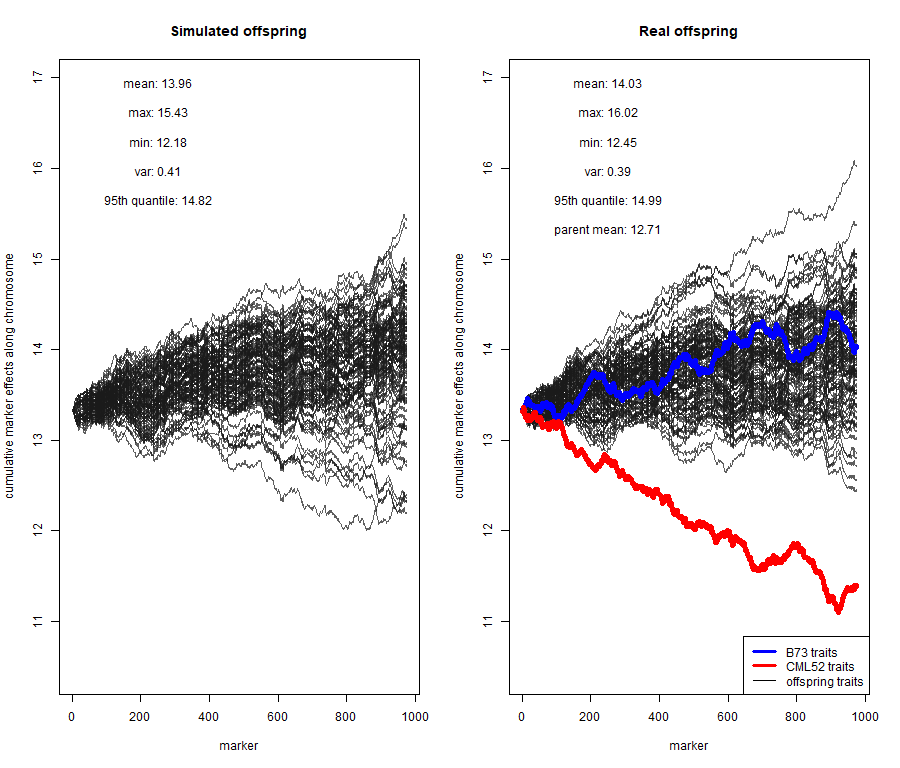 Simulated offspring
cumulative marker effects along chromosome
17
16
15
14
13
12
11
mean: 13.96
max: 15.43
min: 12.18
var: 0.41
95th quantile: 14.82
0 200 400 600 800 1000
marker
Real offspring
cumulative marker effects along chromosome
17
16
15
14
13
12
11
mean: 14.03
max: 16.02
min: 12.45
var: 0.39
95th quantile: 14.99
parent mean: 12.71
B73 traits
CML52 traits
offspring traits
0 200 400 600 800 1000
marker